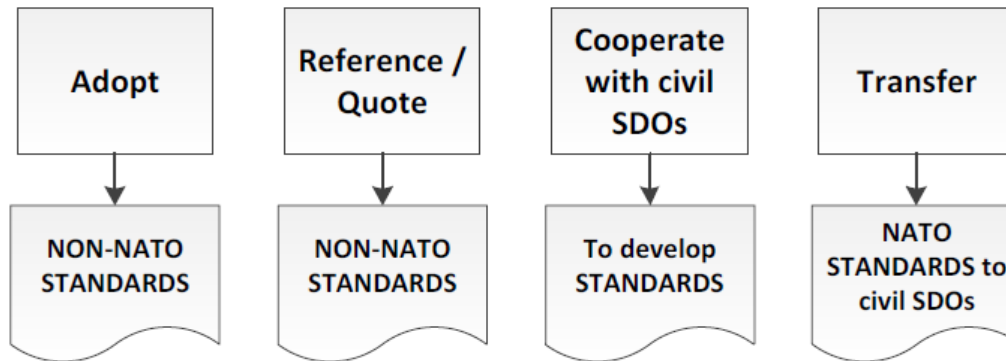 Adopt
Reference /
Quote
Cooperate
with civil
SDOs
Transfer
NON-NATO
STANDARDS
NON-NATO
STANDARDS
To develop
STANDARDS
NATO
STANDARDS to
civil SDOs